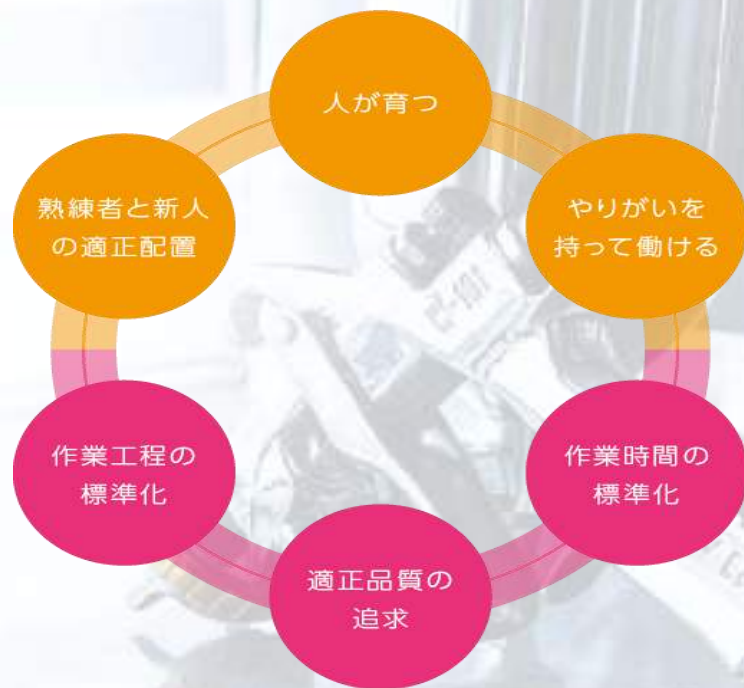 人が育つ
熟練者と新人
の適正配置
やりがいを
持って働ける
作業工程の
標準化
作業時間の
標準化
適正品質の
追求